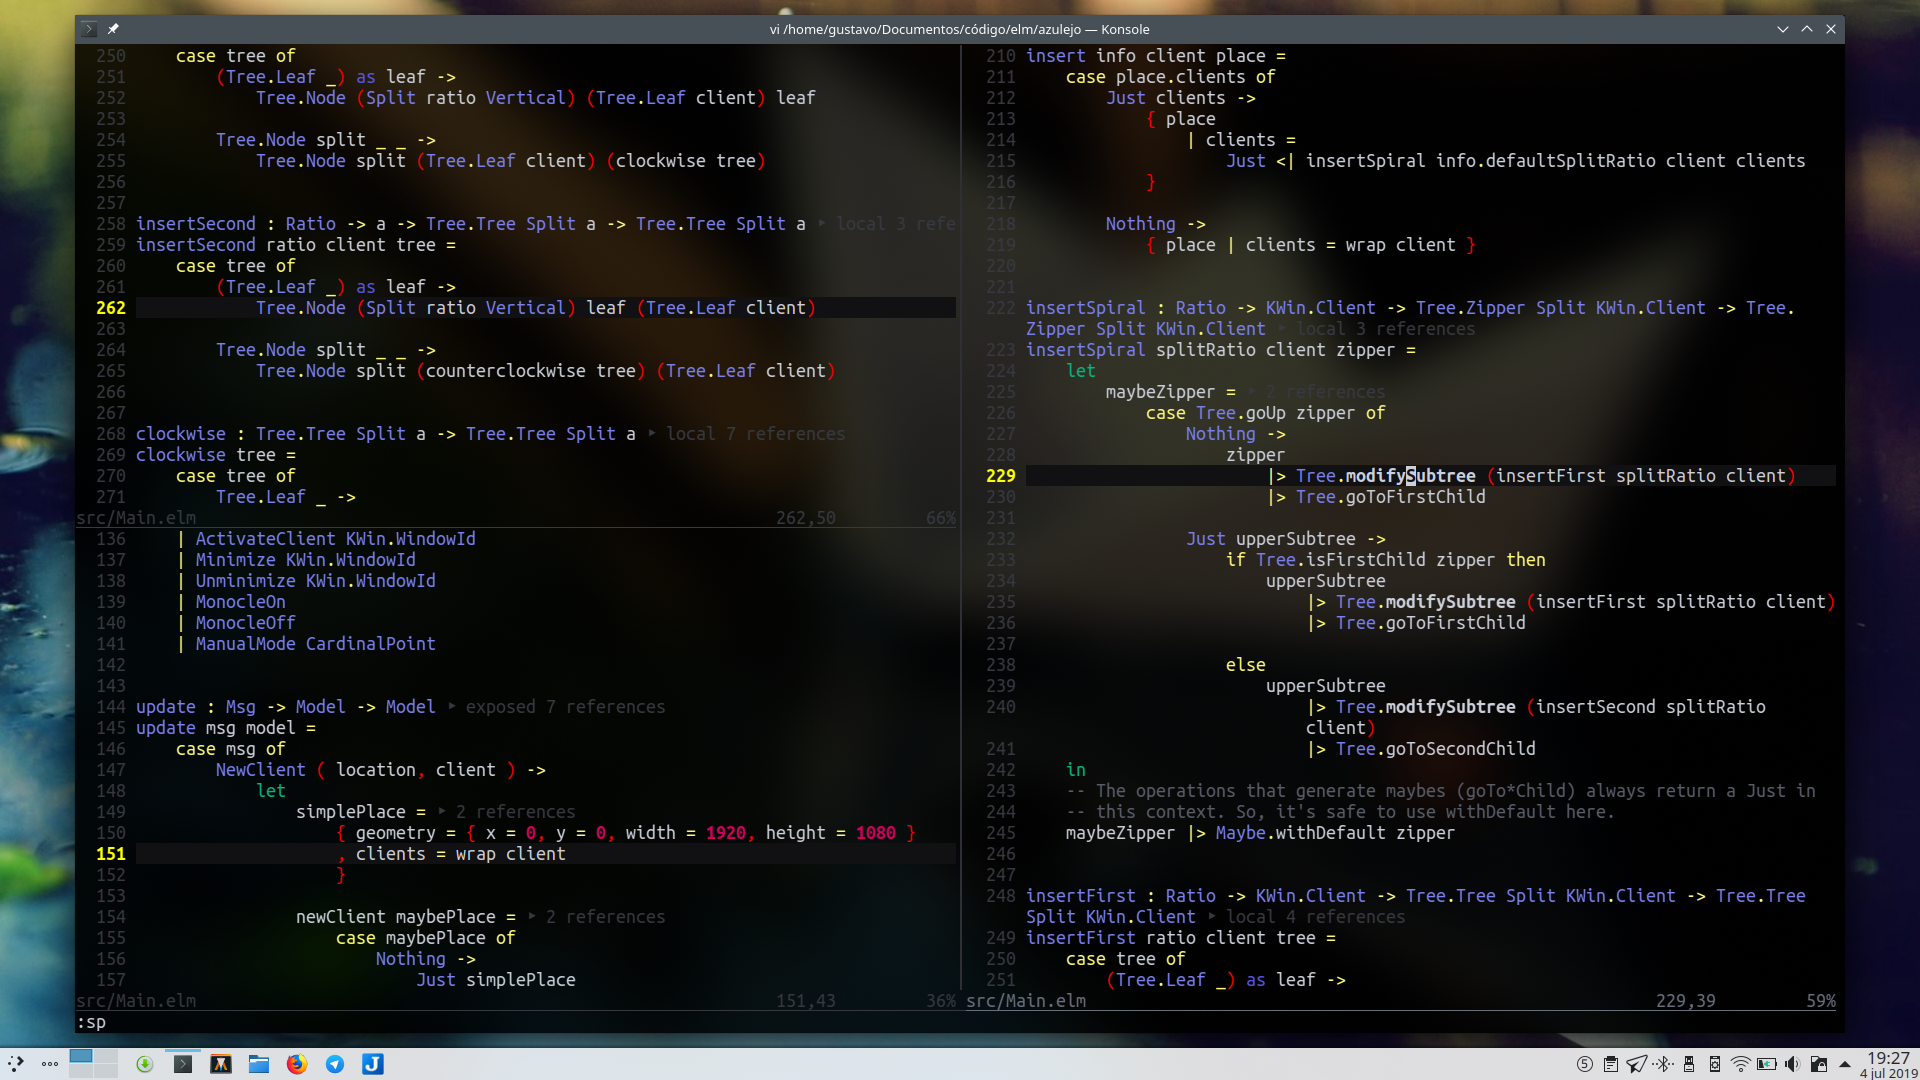 vi /home/gustavo/Documentos/código/elm/azulejo — Konsole
250     case tree of
251         (Tree.Leaf _) as leaf ->
252             Tree.Node (Split ratio Vertical) (Tree.Leaf client) leaf
253
254         Tree.Node split _ _ ->
255             Tree.Node split (Tree.Leaf client) (clockwise tree)
256
257
258 insertSecond : Ratio -> a -> Tree.Tree Split a -> Tree.Tree Split a ‣ local 3 refe
259 insertSecond ratio client tree =
260     case tree of
261         (Tree.Leaf _) as leaf ->
262             Tree.Node (Split ratio Vertical) leaf (Tree.Leaf client)
263
264         Tree.Node split _ _ ->
265             Tree.Node split (counterclockwise tree) (Tree.Leaf client)
266
267
268 clockwise : Tree.Tree Split a -> Tree.Tree Split a ‣ local 7 references
269 clockwise tree =
270     case tree of
271         Tree.Leaf _ ->
src/Main.elm 262,50 66%
136     | ActivateClient KWin.WindowId
137     | Minimize KWin.WindowId
138     | Unminimize KWin.WindowId
139     | MonocleOn
140     | MonocleOff
141     | ManualMode CardinalPoint
142
143
144 update : Msg -> Model -> Model ‣ exposed 7 references
145 update msg model =
146     case msg of
147         NewClient ( location, client ) ->
148             let
149                 simplePlace = ‣ 2 references
150                     { geometry = { x = 0, y = 0, width = 1920, height = 1080 }
151                     , clients = wrap client
152                     }
153
154                 newClient maybePlace = ‣ 2 references
155                     case maybePlace of
156                         Nothing ->
157                             Just simplePlace
src/Main.elm 151,43 36%
210 insert info client place =
211     case place.clients of
212         Just clients ->
213             { place
214                 | clients =
215                     Just <| insertSpiral info.defaultSplitRatio client clients
216             }
217
218         Nothing ->
219             { place | clients = wrap client }
220
221
222 insertSpiral : Ratio -> KWin.Client -> Tree.Zipper Split KWin.Client -> Tree.
Zipper Split KWin.Client ‣ local 3 references
223 insertSpiral splitRatio client zipper =
224     let
225         maybeZipper = ‣ 2 references
226             case Tree.goUp zipper of
227                 Nothing ->
228                     zipper
229                         |> Tree.modifySubtree (insertFirst splitRatio client)
230                         |> Tree.goToFirstChild
231
232                 Just upperSubtree ->
233                     if Tree.isFirstChild zipper then
234                         upperSubtree
235                             |> Tree.modifySubtree (insertFirst splitRatio client)
236                             |> Tree.goToFirstChild
237
238                     else
239                         upperSubtree
240                             |> Tree.modifySubtree (insertSecond splitRatio
client)
241                             |> Tree.goToSecondChild
242     in
243     -- The operations that generate maybes (goTo*Child) always return a Just in
244     -- this context. So, it's safe to use withDefault here.
245     maybeZipper |> Maybe.withDefault zipper
246
247
248 insertFirst : Ratio -> KWin.Client -> Tree.Tree Split KWin.Client -> Tree.Tree
Split KWin.Client ‣ local 4 references
249 insertFirst ratio client tree =
250     case tree of
251         (Tree.Leaf _) as leaf ->
src/Main.elm 229,39 59%
:sp
J
5
19:27
4 jul 2019